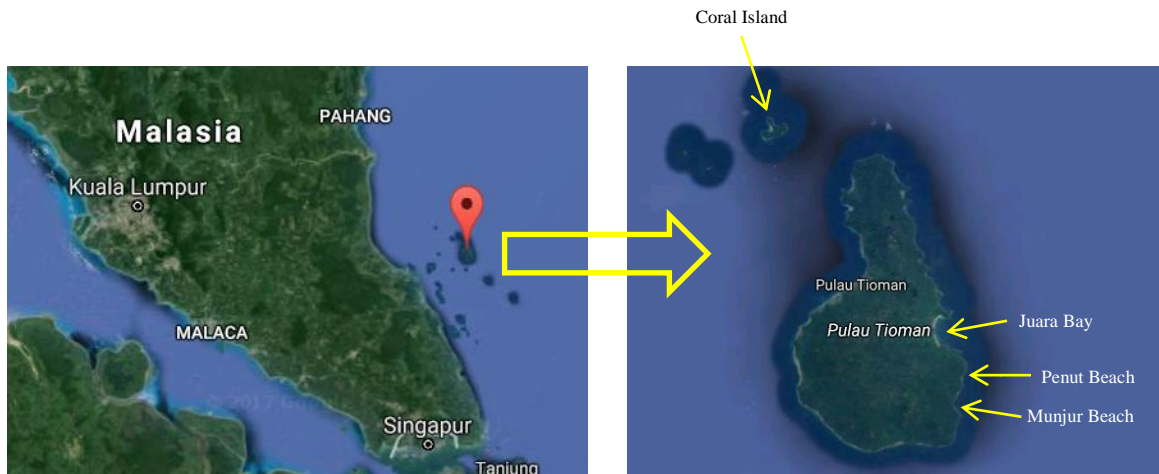 Coral Island
PAHANG
Malasia
Kuala Lumpur
MALACA
Singapur
Tanjung
Pulau Tioman
Pulau Tioman
Juara Bay
Penut Beach
Munjur Beach